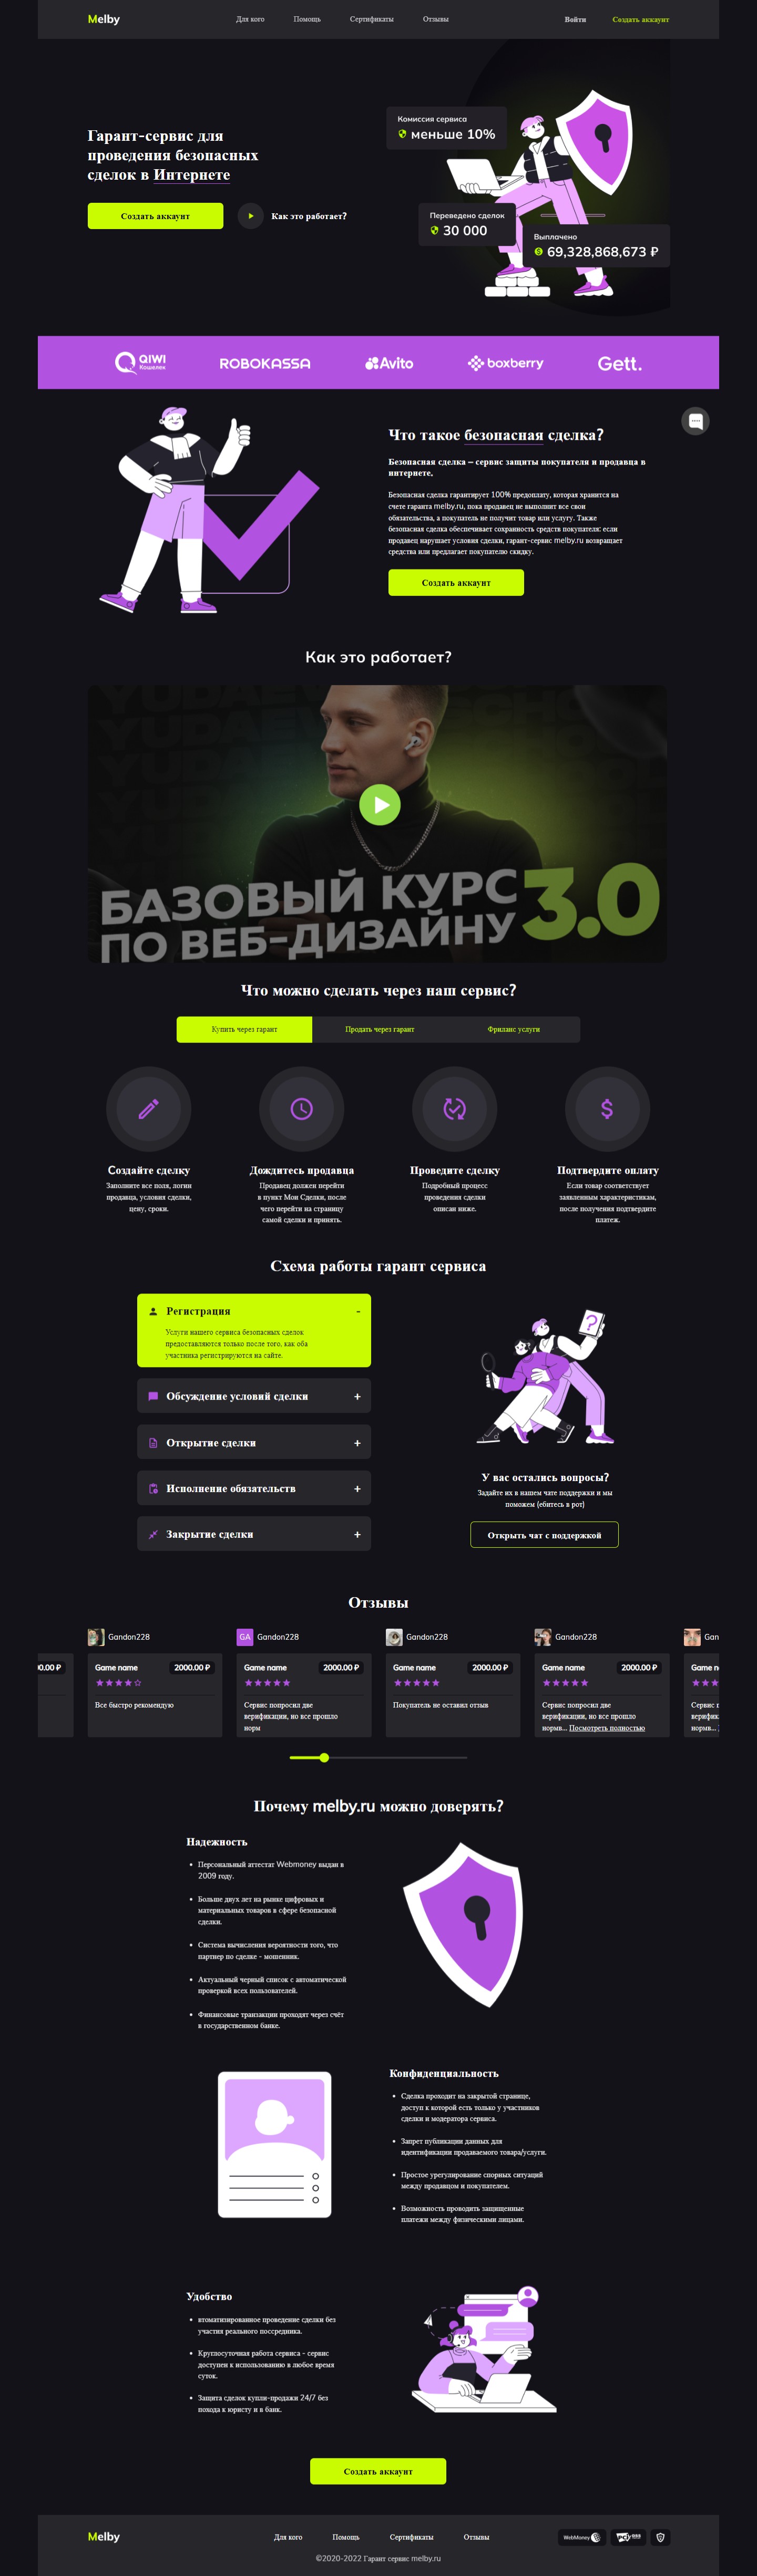 Melby
Для кого
Помощь
Сертификаты
Отзывы
Войти
Создать аккаунт
Гарант-сервис для
проведения безопасных
сделок в Интернете
Создать аккаунт
Как это работает?
Комиссия сервиса
меньше 10%
Переведено сделок
30 000
Выплачено
69,328,868,673 ₽
QIWI
Кошелек
ROBOKASSA
Avito
boxberry
Gett.
Что такое безопасная сделка?
Безопасная сделка – сервис защиты покупателя и продавца в
интернете.
Безопасная сделка гарантирует 100% предоплату, которая хранится на
счете гаранта melby.ru, пока продавец не выполнит все свои
обязательства, а покупатель не получит товар или услугу. Также
безопасная сделка обеспечивает сохранность средств покупателя: если
продавец нарушает условия сделки, гарант-сервис melby.ru возвращает
средства или предлагает покупателю скидку.
Создать аккаунт
Как это работает?
БАЗОВЫЙ КУРС
ПО ВЕБ-ДИЗАЙНУ
3.0
Что можно сделать через наш сервис?
Купить через гарант
Продать через гарант
Фриланс услуги
Создайте сделку
Заполните все поля, логин
продавца, условия сделки,
цену, сроки.
Дождитесь продавца
Продавец должен перейти
в пункт Мои Сделки, после
чего перейти на страницу
самой сделки и принять.
Проведите сделку
Подробный процесс
проведения сделки
описан ниже.
Подтвердите оплату
Если товар соответствует
заявленным характеристикам,
после получения подтвердите
платеж.
Схема работы гарант сервиса
Регистрация
-
Услуги нашего сервиса безопасных сделок
предоставляются только после того, как оба
участника регистрируются на сайте.
Обсуждение условий сделки
+
Открытие сделки
+
Исполнение обязательств
+
Закрытие сделки
+
?
У вас остались вопросы?
Задайте их в нашем чате поддержки и мы
поможем (ебитесь в рот)
Открыть чат с поддержкой
Отзывы
00.00 ₽
Gandon228
Game name
2000.00 ₽
Все быстро рекомендую
GA
Gandon228
Game name
2000.00 ₽
Сервис попросил две
верификации, но все прошло
норм
Gandon228
Game name
2000.00 ₽
Покупатель не оставил отзыв
Gandon228
Game name
2000.00 ₽
Сервис попросил две
верификации, но все прошло
норма... Посмотреть полностью
Gan
Game n
Сервис п
верифик
норма...
Почему melby.ru можно доверять?
Надежность
• Персональный аттестат Webmoney выдан в
2009 году.
• Больше двух лет на рынке цифровых и
материальных товаров в сфере безопасной
сделки.
• Система вычисления вероятности того, что
партнер по сделке - мошенник.
• Актуальный черный список с автоматической
проверкой всех пользователей.
• Финансовые транзакции проходят через счёт
в государственном банке.
Конфиденциальность
• Сделка проходит на закрытой странице,
доступ к которой есть только у участников
сделки и модератора сервиса.
• Запрет публикации данных для
идентификации продаваемого товара/услуги.
• Простое урегулирование спорных ситуаций
между продавцом и покупателем.
• Возможность проводить защищенные
платежи между физическими лицами.
Удобство
• втоматизированное проведение сделки без
участия реального поссредника.
• Круглосуточная работа сервиса - сервис
доступен к использованию в любое время
суток.
• Защита сделок купли-продажи 24/7 без
похода к юристу и в банк.
Создать аккаунт
Melby
Для кого
Помощь
Сертификаты
Отзывы
WebMoney
PCI DSS
©2020-2022 Гарант сервис melby.ru